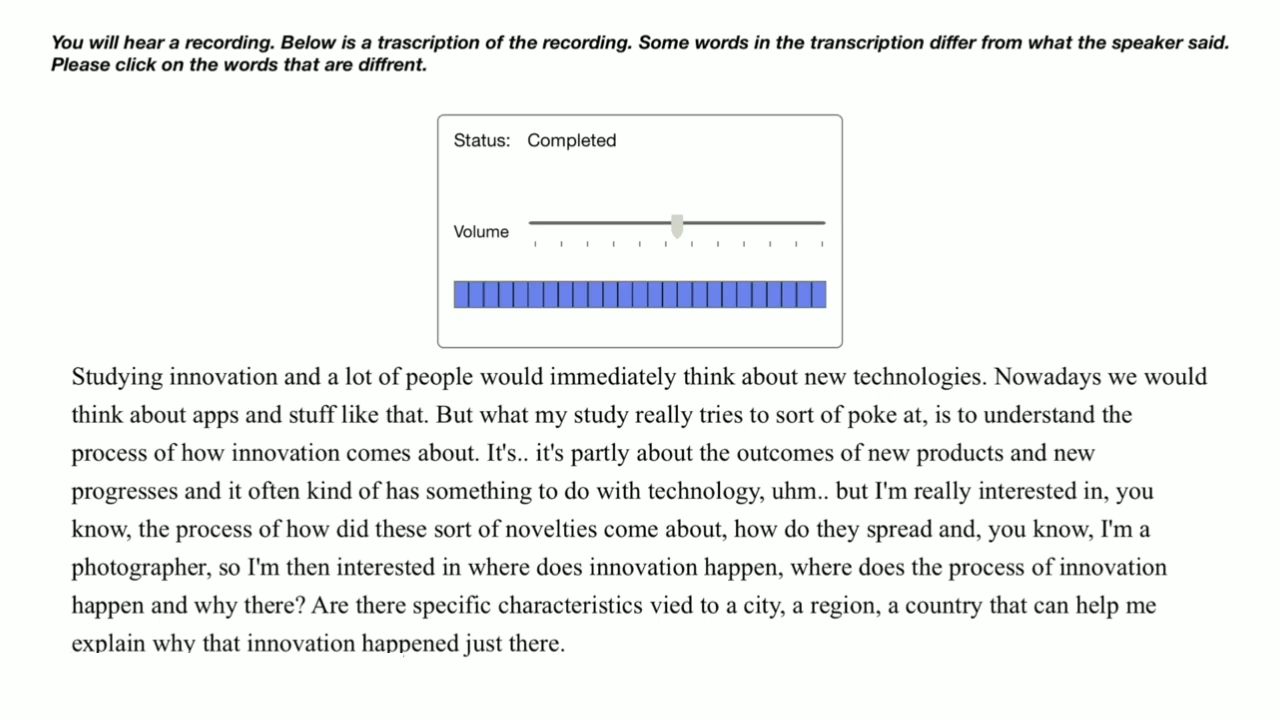 You will hear a recording. Below is a trascription of the recording. Some words in the transcription differ from what the speaker said.
Please click on the words that are diffrent.
Status: Completed
Volume
Studying innovation and a lot of people would immediately think about new technologies. Nowadays we would
think about apps and stuff like that. But what my study really tries to sort of poke at, is to understand the
process of how innovation comes about. It's.. it's partly about the outcomes of new products and new
progresses and it often kind of has something to do with technology, uhm.. but I'm really interested in, you
know, the process of how did these sort of novelties come about, how do they spread and, you know, I'm a
photographer, so I'm then interested in where does innovation happen, where does the process of innovation
happen and why there? Are there specific characteristics vied to a city, a region, a country that can help me
explain why that innovation happened just there.